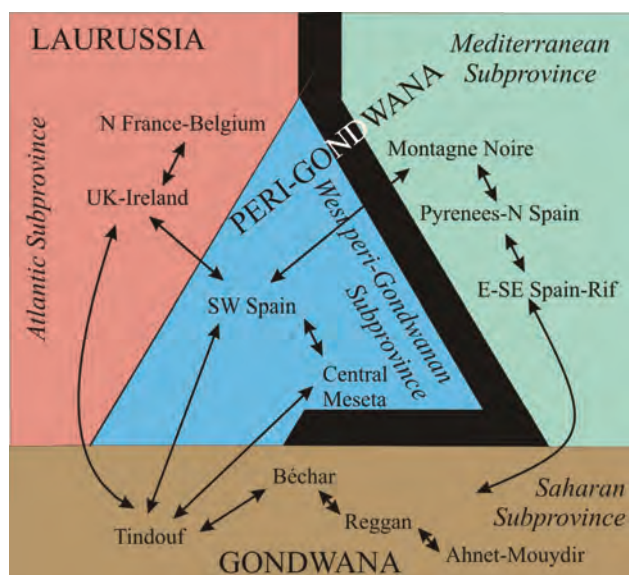 LAURUSSIA
Mediterranean
Subprovince
N France-Belgium
PERI-GONDWANA
Montagne Noire
UK-Ireland
Atlantic Subprovince
West peri-Gondwanan
Subprovince
Pyrenees-N Spain
SW Spain
E-SE Spain-Rif
Central
Meseta
Béchar
Saharan
Subprovince
Tindouf
Reggan
Ahnet-Mouydir
GONDWANA